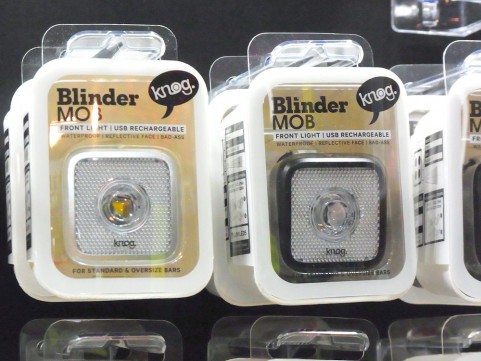 knog.
Blinder
MOB
FRONT LIGHT | USB RECHARGEABLE
WATERPROOF | REFLECTIVE FACE | BAD-ASS
knog.
FOR STANDARD & OVERSIZE BARS
knog.
Blinder
MOB
FRONT LIGHT | USB RECHARGEABLE
WATERPROOF | REFLECTIVE FACE | BAD-ASS
knog.